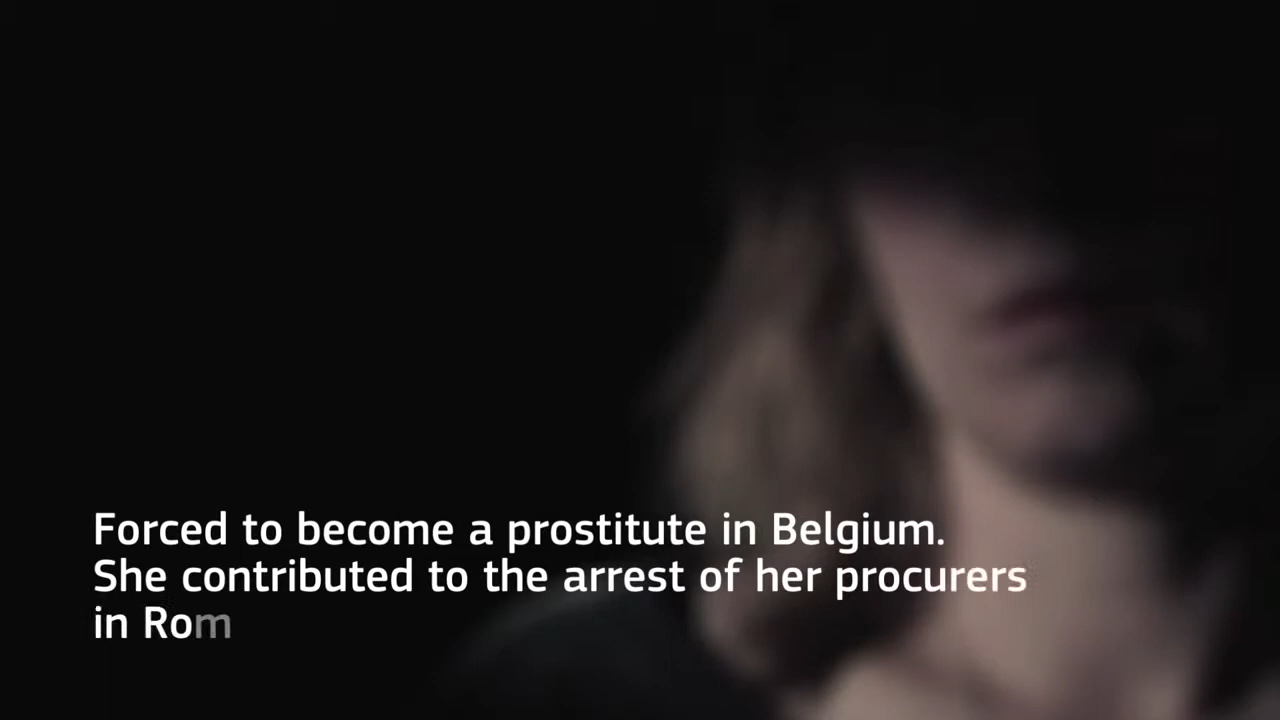 Forced to become a prostitute in Belgium.
She contributed to the arrest of her procurers
in Rom